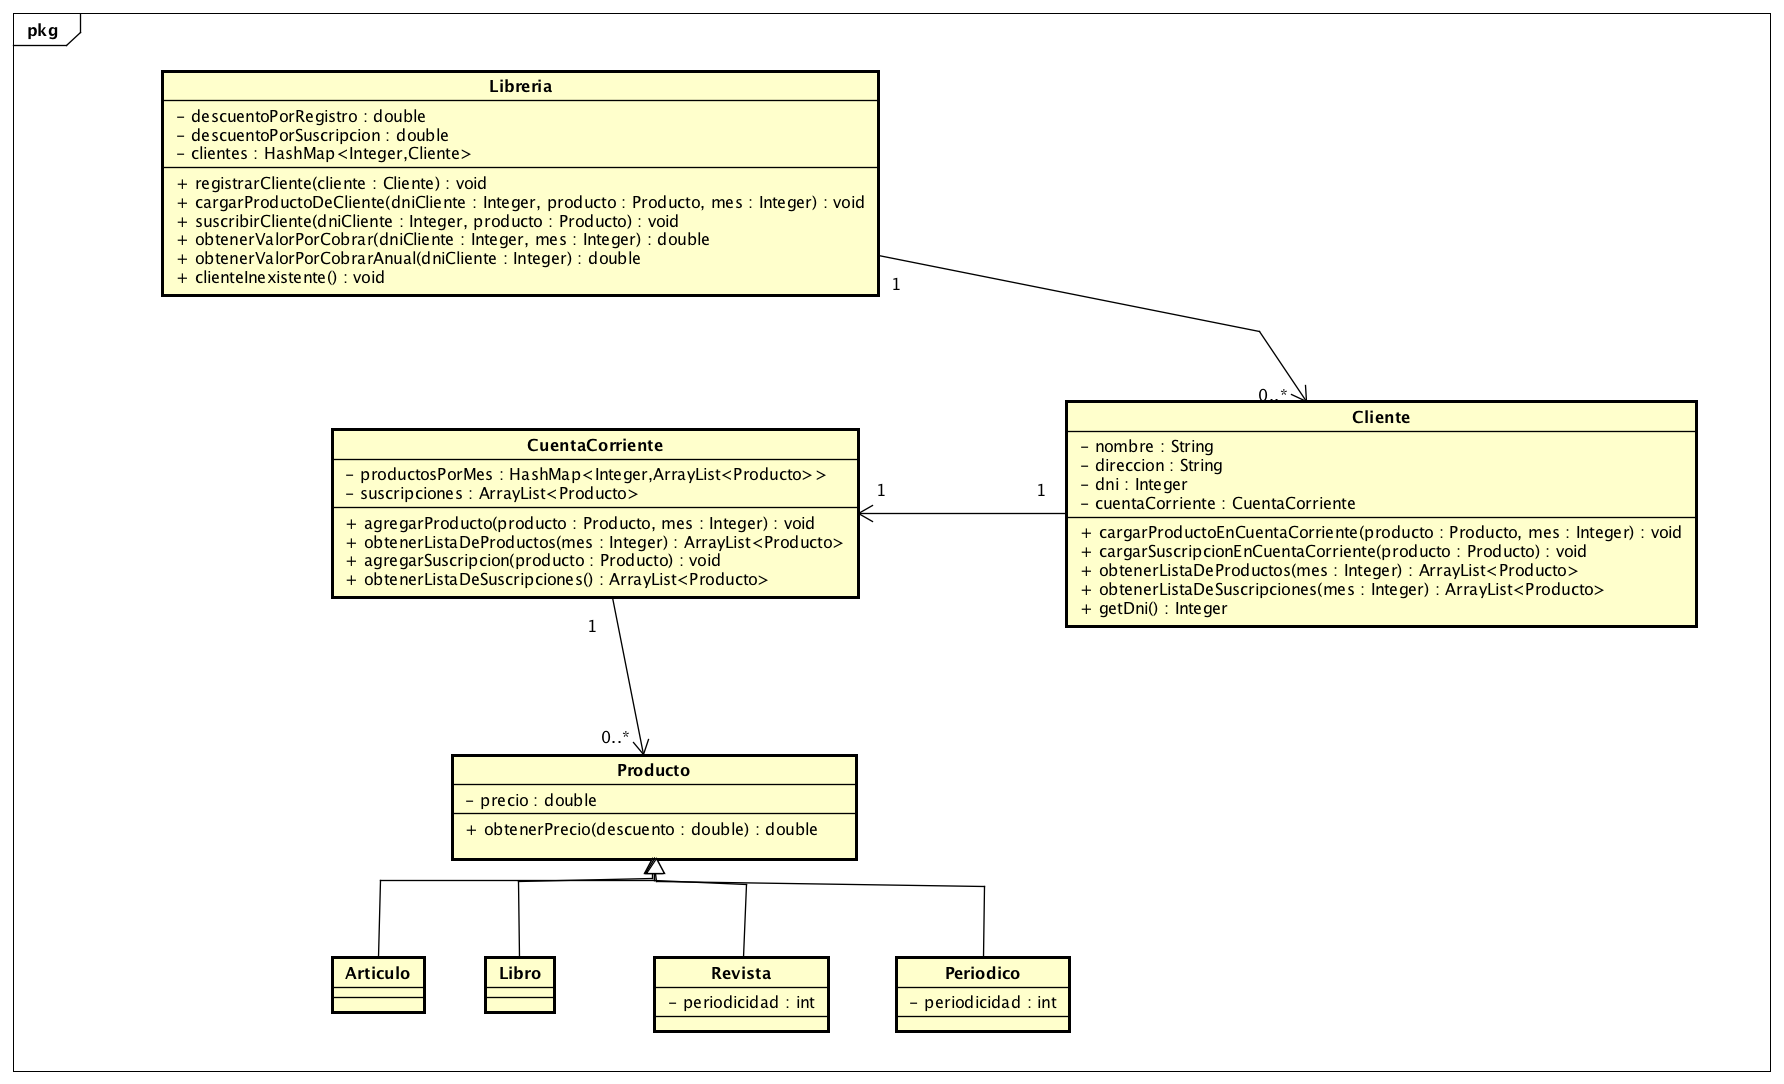 pkg
Libreria
- descuentoPorRegistro : double
- descuentoPorSuscripcion : double
- clientes : HashMap<Integer,Cliente>
+ registrarCliente(cliente : Cliente) : void
+ cargarProductoDeCliente(dniCliente : Integer, producto : Producto, mes : Integer) : void
+ suscribirCliente(dniCliente : Integer, producto : Producto) : void
+ obtenerValorPorCobrar(dniCliente : Integer, mes : Integer) : double
+ obtenerValorPorCobrarAnual(dniCliente : Integer) : double
+ clienteInexistente() : void
1
0..*
Cliente
- nombre : String
- direccion : String
- dni : Integer
- cuentaCorriente : CuentaCorriente
+ cargarProductoEnCuentaCorriente(producto : Producto, mes : Integer) : void
+ cargarSuscripcionEnCuentaCorriente(producto : Producto) : void
+ obtenerListaDeProductos(mes : Integer) : ArrayList<Producto>
+ obtenerListaDeSuscripciones(mes : Integer) : ArrayList<Producto>
+ getDni() : Integer
1
1
CuentaCorriente
- productosPorMes : HashMap<Integer,ArrayList<Producto>>
- suscripciones : ArrayList<Producto>
+ agregarProducto(producto : Producto, mes : Integer) : void
+ obtenerListaDeProductos(mes : Integer) : ArrayList<Producto>
+ agregarSuscripcion(producto : Producto) : void
+ obtenerListaDeSuscripciones() : ArrayList<Producto>
1
0..*
Producto
- precio : double
+ obtenerPrecio(descuento : double) : double
Articulo
Libro
Revista
- periodicidad : int
Periodico
- periodicidad : int